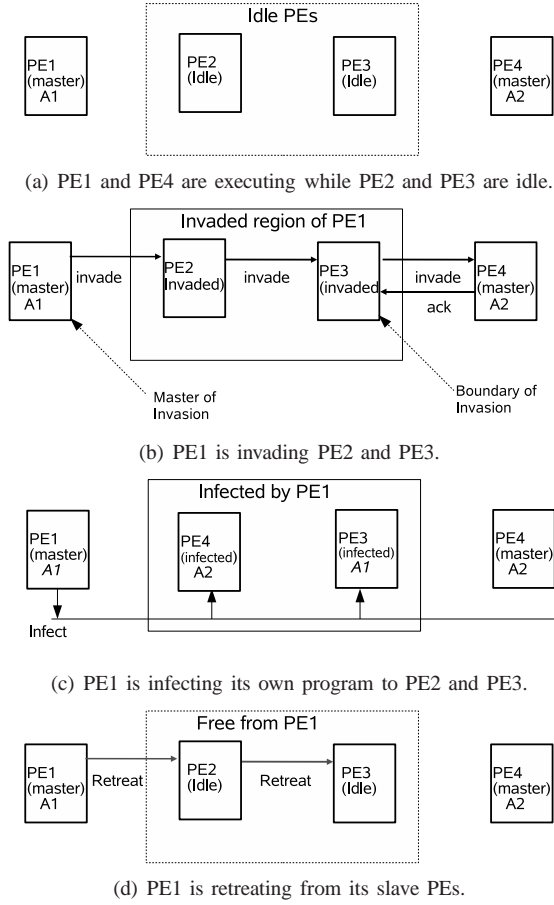 Idle PEs
PE1
(master)
A1
PE2
(Idle)
PE3
(Idle)
PE4
(master)
A2
(a) PE1 and PE4 are executing while PE2 and PE3 are idle.
Invaded region of PE1
PE1
(master)
A1
invade
PE2
Invaded)
invade
PE3
(invaded
invade
ack
PE4
(master)
A2
Master of
Invasion
Boundary of
Invasion
(b) PE1 is invading PE2 and PE3.
Infected by PE1
PE1
(master)
A1
PE4
(infected)
A2
PE3
(infected)
A1
PE4
(master)
A2
Infect
(c) PE1 is infecting its own program to PE2 and PE3.
Free from PE1
PE1
(master)
A1
Retreat
PE2
(Idle)
Retreat
PE3
(Idle)
PE4
(master)
A2
(d) PE1 is retreating from its slave PEs.